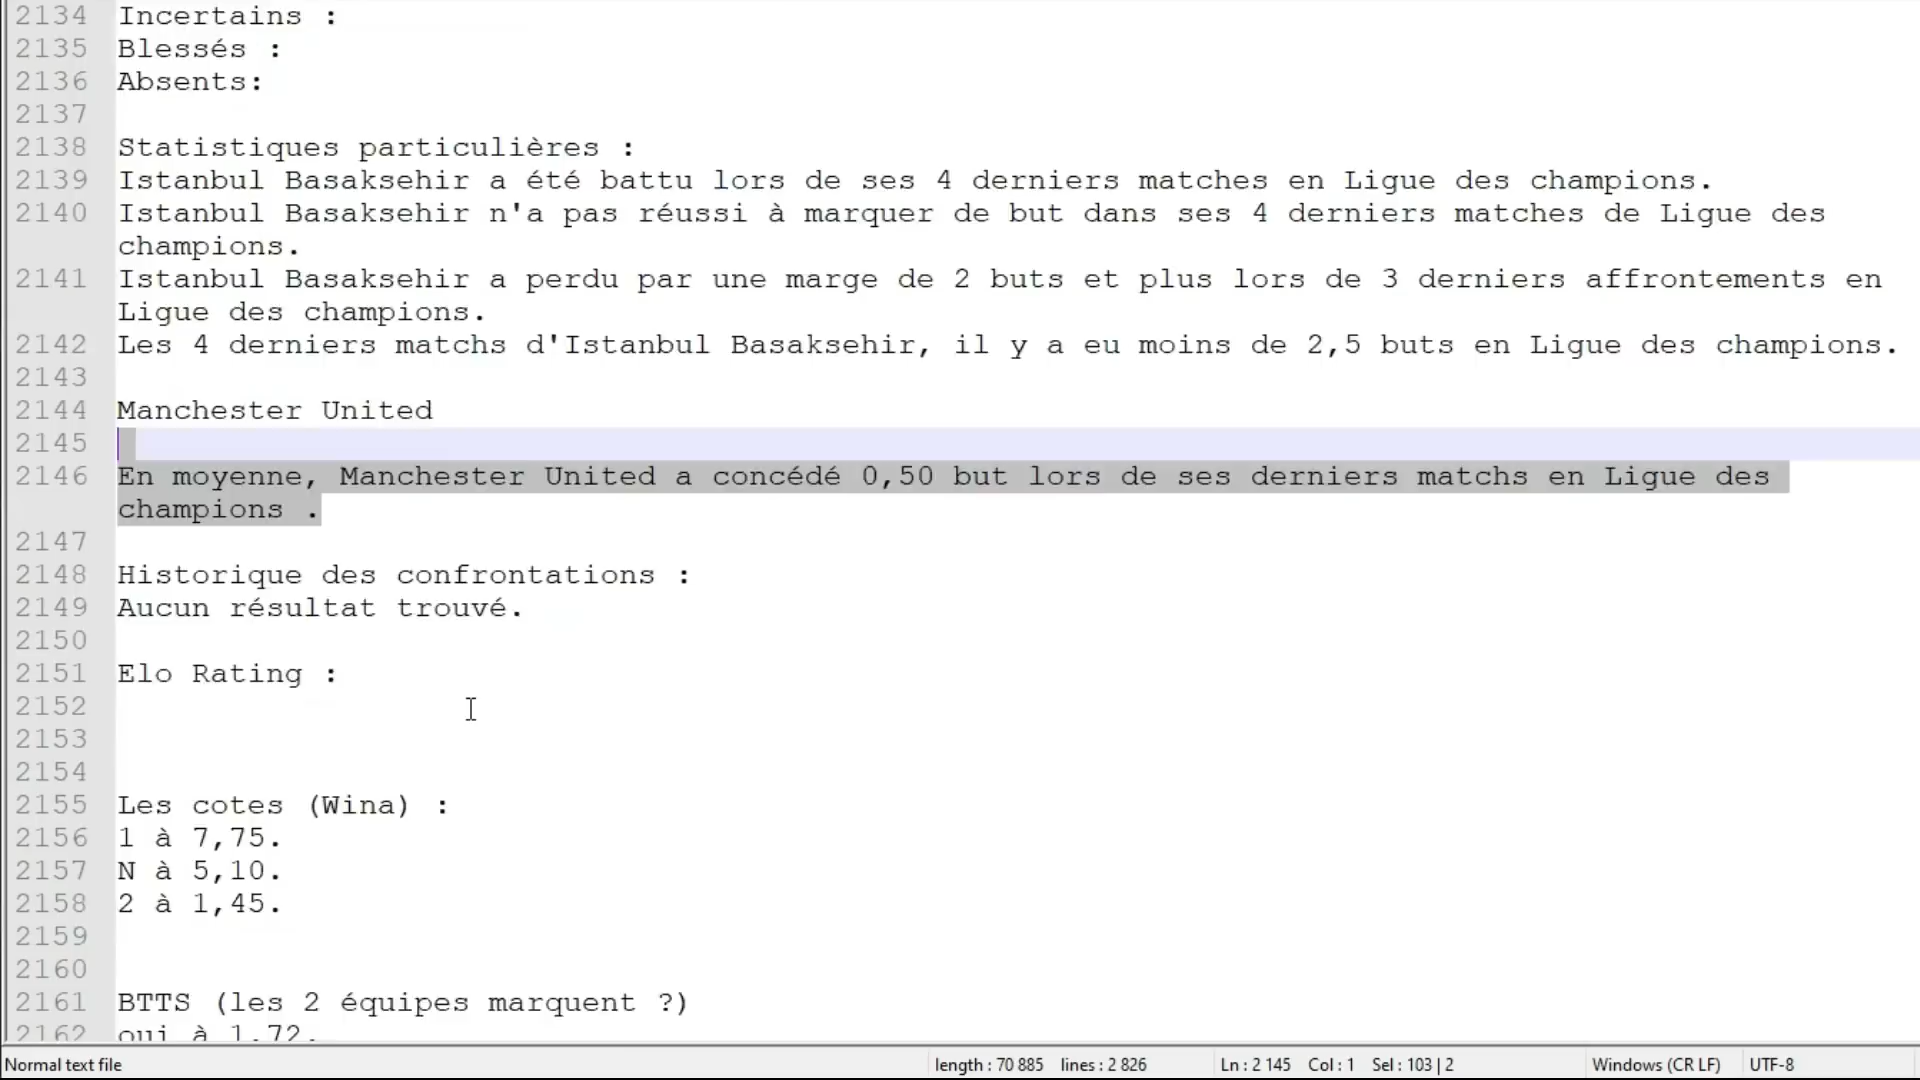 2134 Incertains :
2135 Blessés :
2136 Absents:
2137
2138 Statistiques particulières :
2139 Istanbul Basaksehir a été battu lors de ses 4 derniers matches en Ligue des champions.
2140 Istanbul Basaksehir n'a pas réussi à marquer de but dans ses 4 derniers matches de Ligue des
champions.
2141 Istanbul Basaksehir a perdu par une marge de 2 buts et plus lors de 3 derniers affrontements en
Ligue des champions.
2142 Les 4 derniers matchs d'Istanbul Basaksehir, il y a eu moins de 2,5 buts en Ligue des champions.
2143
2144 Manchester United
2145
2146 En moyenne, Manchester United a concédé 0,50 but lors de ses derniers matchs en Ligue des
champions .
2147
2148 Historique des confrontations :
2149 Aucun résultat trouvé.
2150
2151 Elo Rating :
2152
2153
2154
2155 Les cotes (Wina) :
2156 1 à 7,75.
2157 N à 5,10.
2158 2 à 1,45.
2159
2160
2161 BTTS (les 2 équipes marquent ?)
2162 oui à 1,72.
Normal text file length : 70 885 lines : 2 826 Ln : 2 145 Col : 1 Sel : 103 | 2 Windows (CR LF) UTF-8